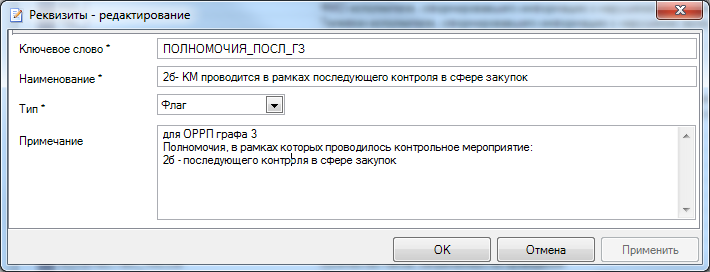 Реквизиты - редактирование
Ключевое слово * ПОЛНОМОЧИЯ_ПОСЛ_ГЗ
Наименование * 2б- КМ проводится в рамках последующего контроля в сфере закупок
Тип * Флаг
Примечание
для ОРРП графа 3
Полномочия, в рамках которых проводилось контрольное мероприятие:
2б - последующего контроля в сфере закупок
ОК Отмена Применить